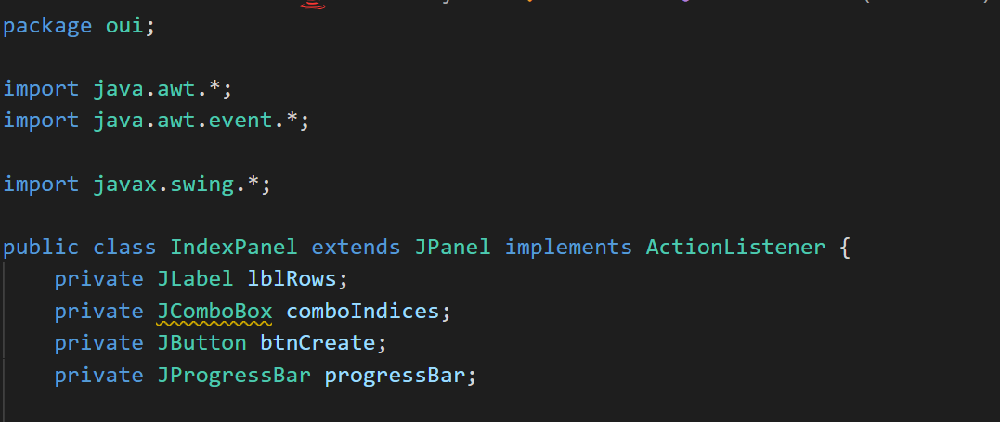 package oui;
import java.awt.*;
import java.awt.event.*;
import javax.swing.*;
public class IndexPanel extends JPanel implements ActionListener {
private JLabel lblRows;
private JComboBox comboIndices;
private JButton btnCreate;
private JProgressBar progressBar;